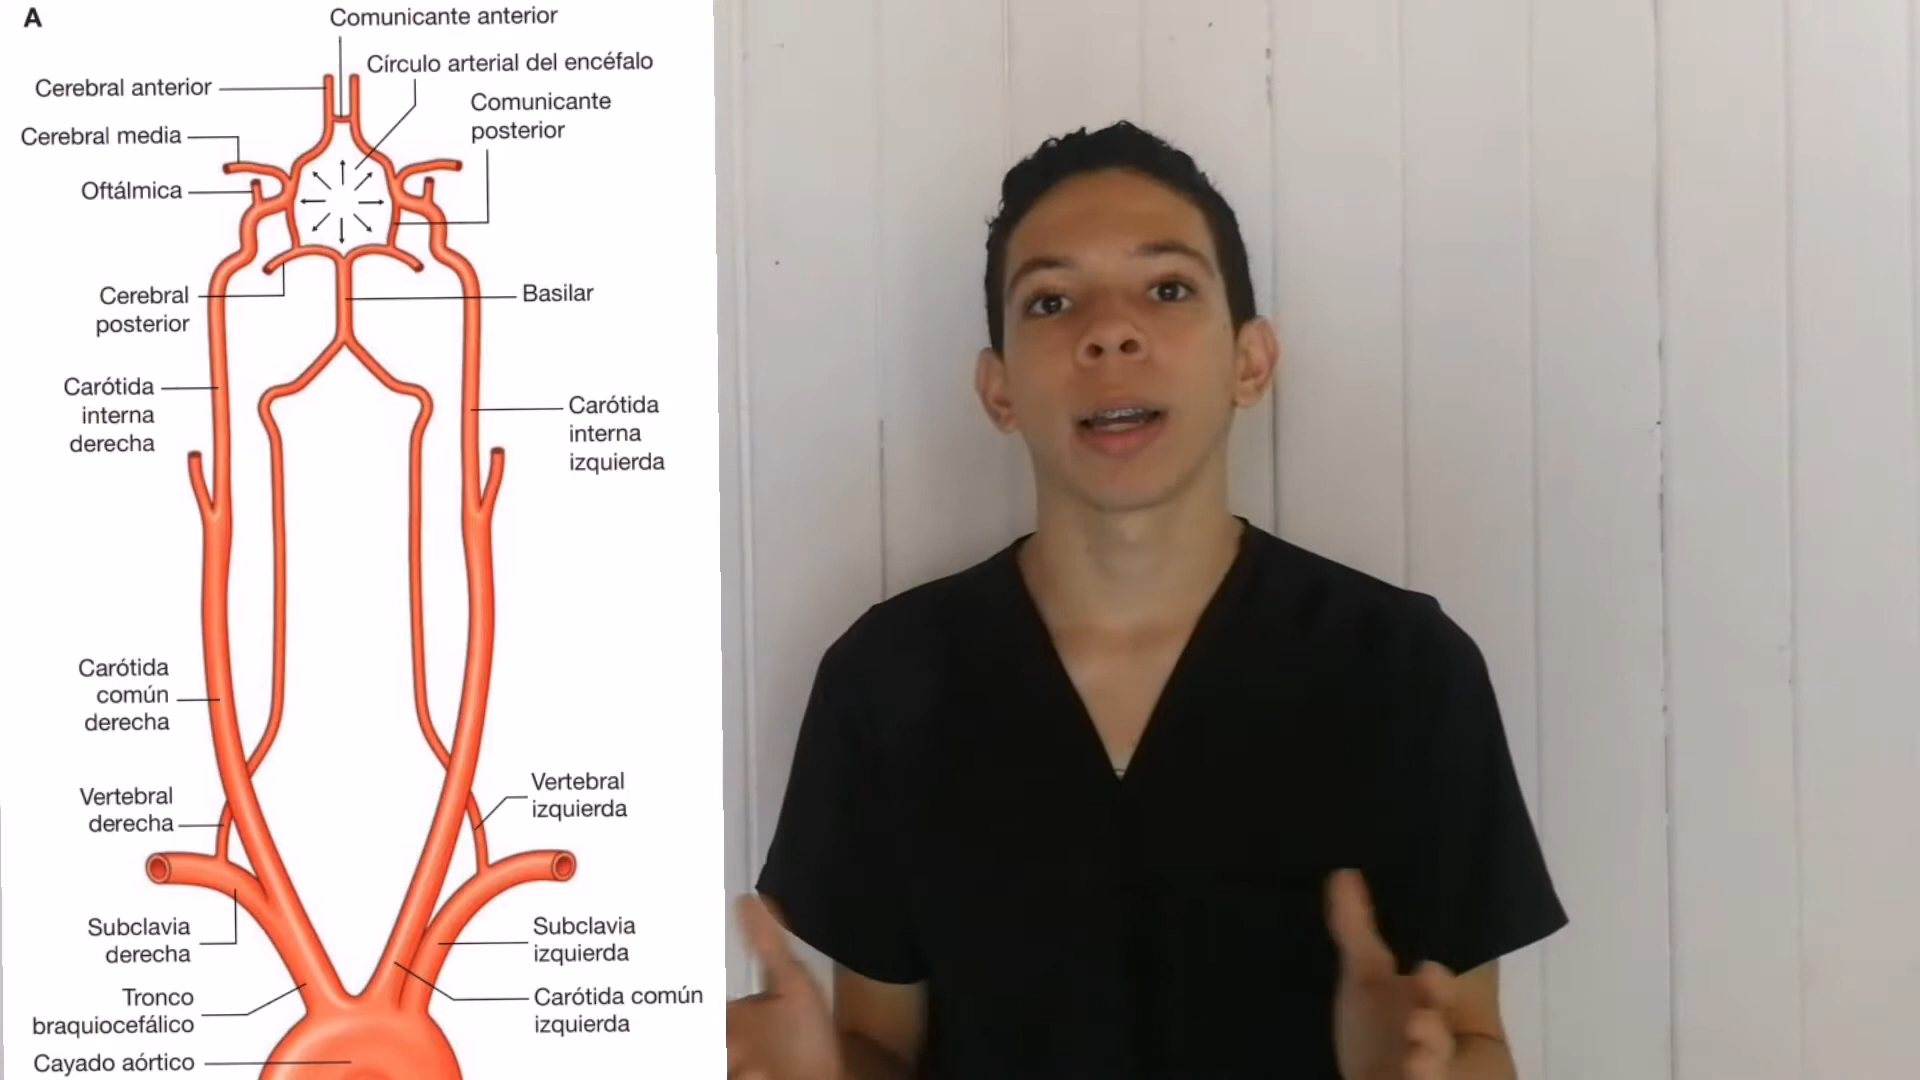 A
Comunicante anterior
Círculo arterial del encéfalo
Cerebral anterior
Comunicante
posterior
Cerebral media
Oftálmica
Cerebral
posterior
Basilar
Carótida
interna
derecha
Carótida
interna
izquierda
Carótida
común
derecha
Vertebral
derecha
Vertebral
izquierda
Subclavia
derecha
Subclavia
izquierda
Tronco
braquiocefálico
Carótida común
izquierda
Cayado aórtico